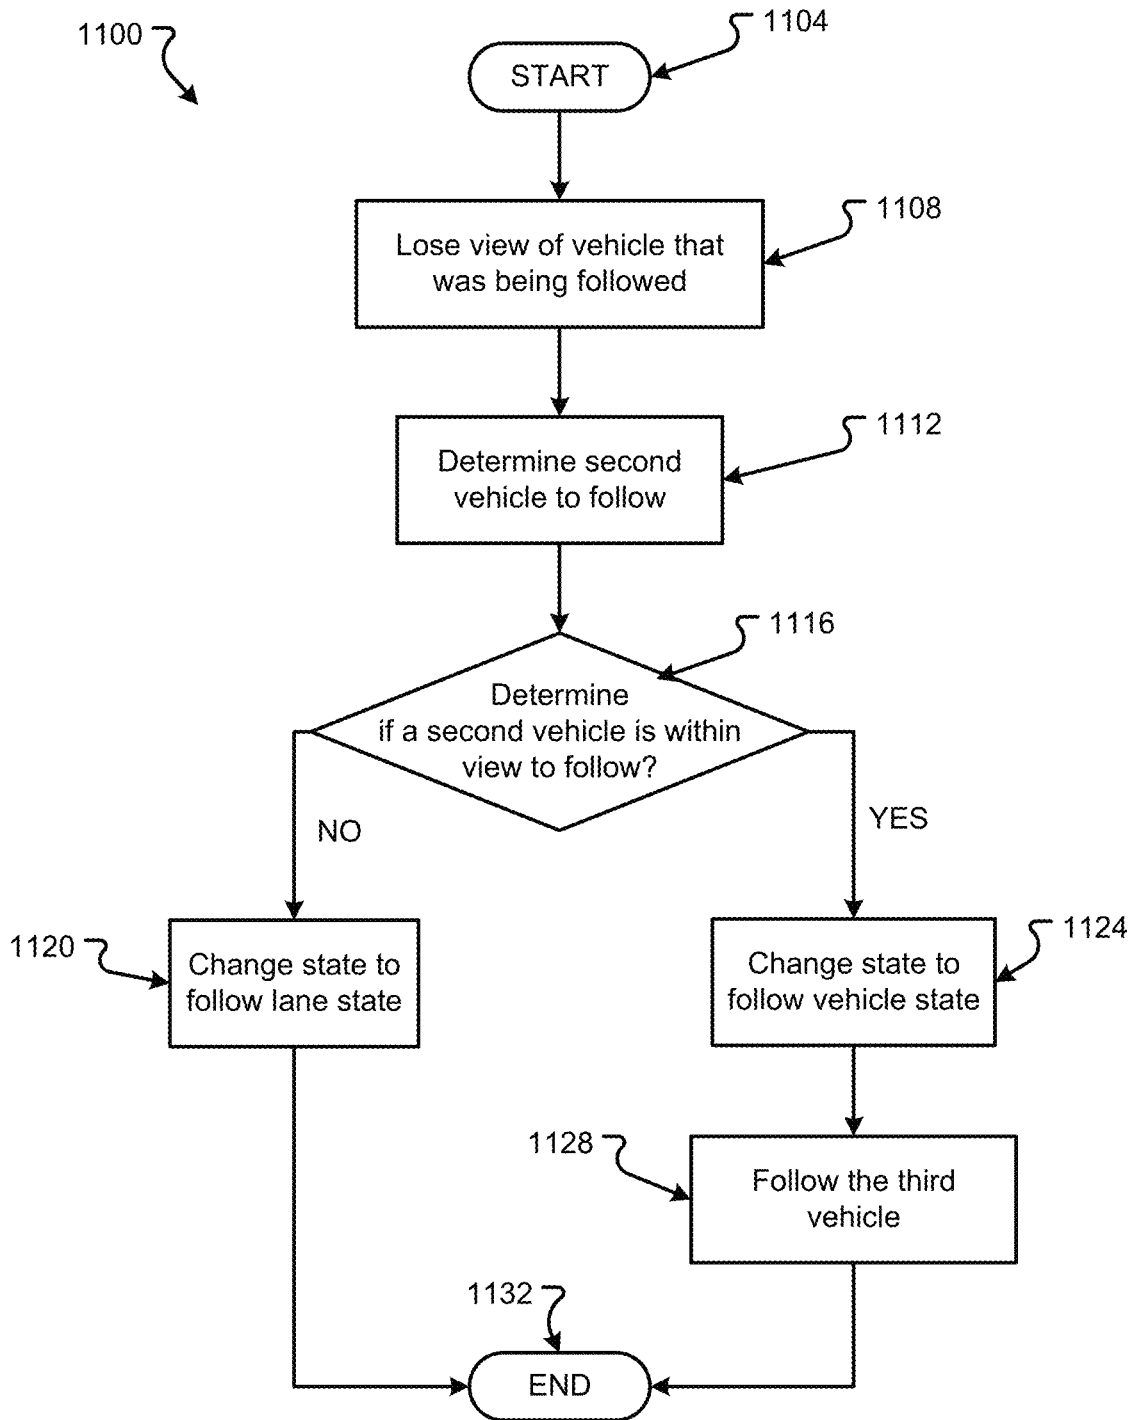 1100
1104
START
1108
Lose view of vehicle that
was being followed
1112
Determine second
vehicle to follow
1116
Determine
if a second vehicle is within
view to follow?
NO
YES
1120
Change state to
follow lane state
1124
Change state to
follow vehicle state
1128
Follow the third
vehicle
1132
END